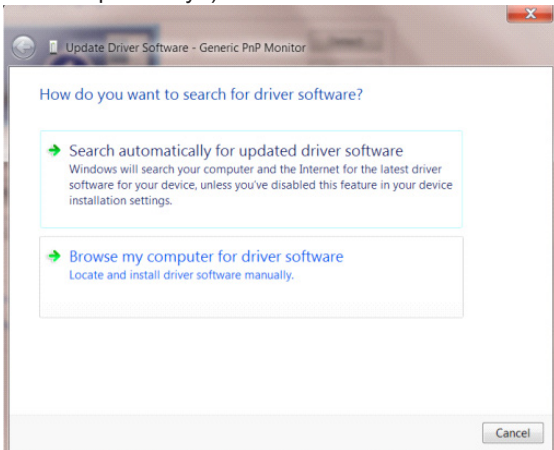 Update Driver Software - Generic PnP Monitor
How do you want to search for driver software?
Search automatically for updated driver software
Windows will search your computer and the Internet for the latest driver
software for your device, unless you've disabled this feature in your device
installation settings.
Browse my computer for driver software
Locate and install driver software manually.
Cancel